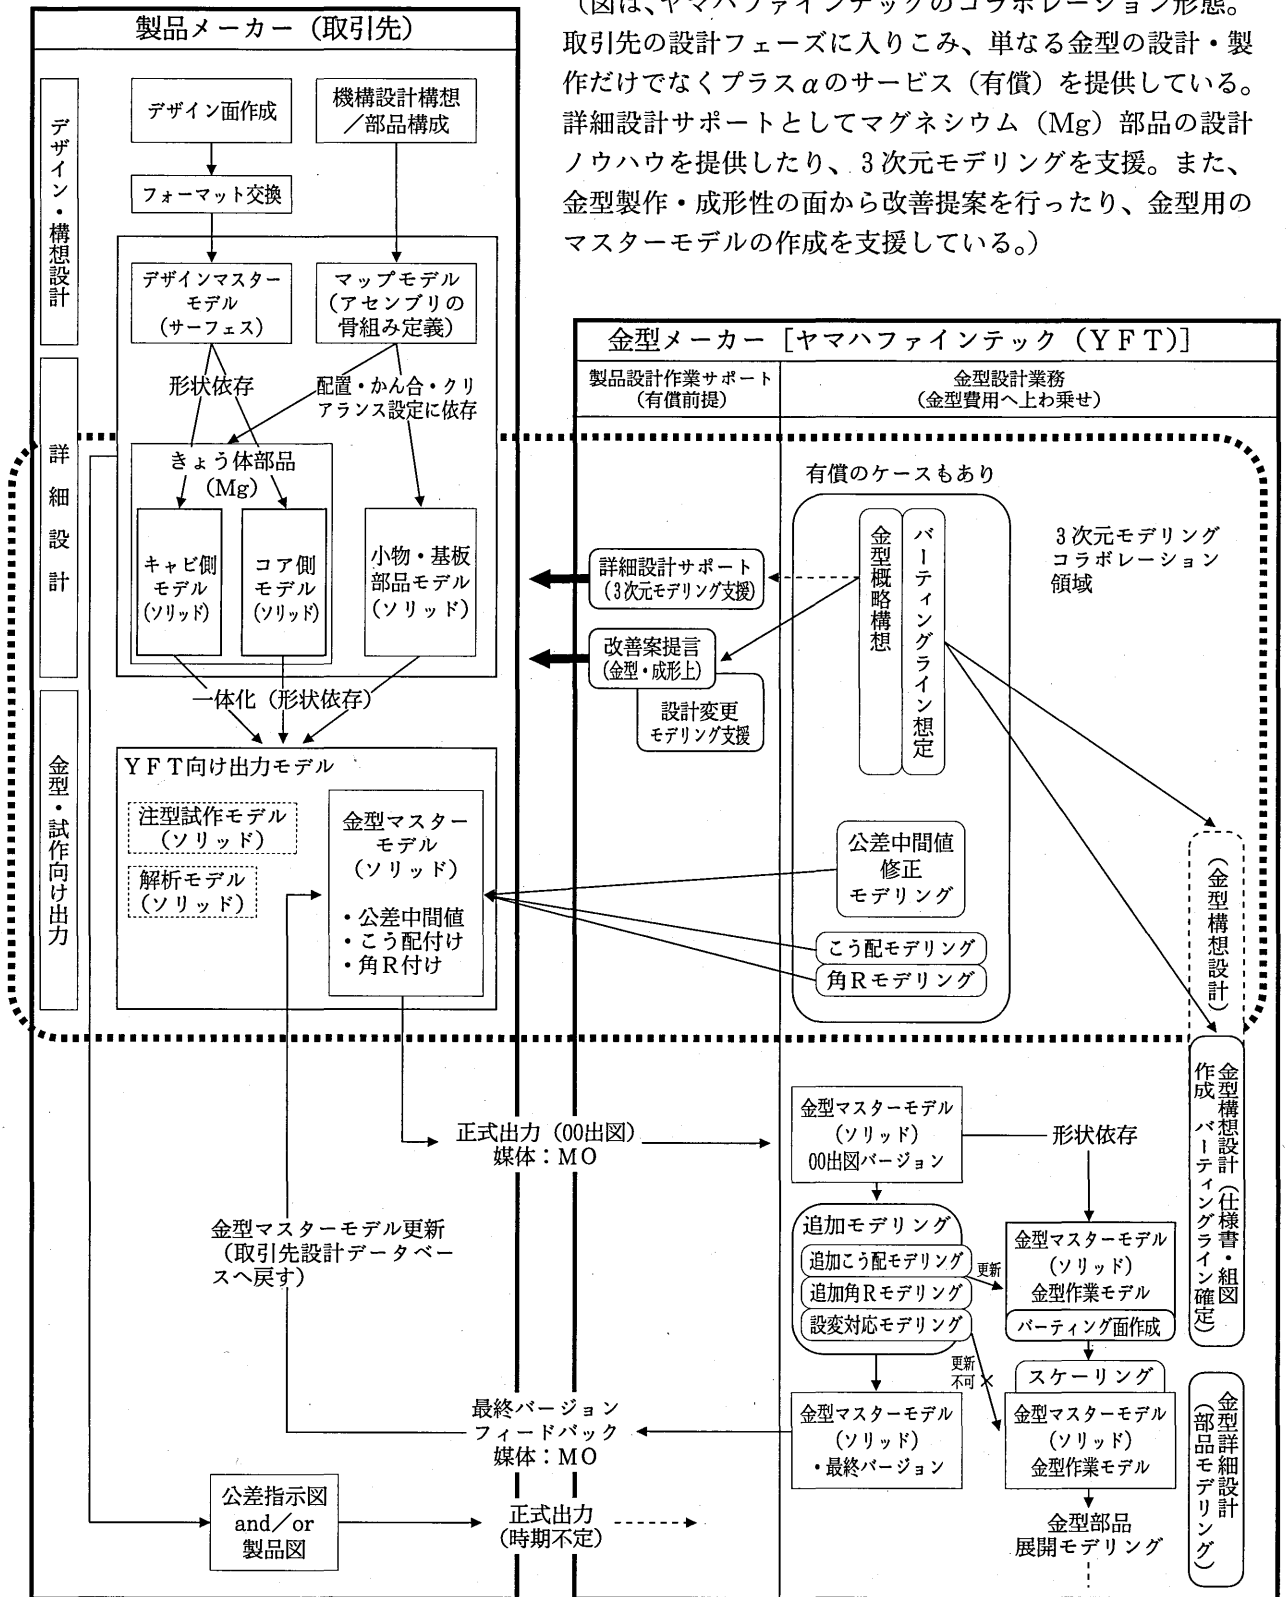 （図は、ヤマハファインテックのコラボレーション形態。
取引先の設計フェーズに入りこみ、単なる金型の設計・製
作だけでなくプラスαのサービス（有償）を提供している。
詳細設計サポートとしてマグネシウム（Mg）部品の設計
ノウハウを提供したり、3次元モデリングを支援。また、
金型製作・成形性の面から改善提案を行ったり、金型用の
マスターモデルの作成を支援している。）
製品メーカー（取引先）
デザイン・構想設計
デザイン面作成
機構設計構想
／部品構成
フォーマット交換
デザインマスター
モデル
（サーフェス）
マップモデル
（アセンブリの
骨組み定義）
形状依存
配置・かん合・クリ
アランス設定に依存
詳細設計
きょう体部品
（Mg）
キャビ側
モデル
（ソリッド）
コア側
モデル
（ソリッド）
小物・基板
部品モデル
（ソリッド）
一体化（形状依存）
金型・試作向け出力
ＹＦＴ向け出力モデル
注型試作モデル
（ソリッド）
解析モデル
（ソリッド）
金型マスター
モデル
（ソリッド）
・公差中間値
・こう配付け
・角Ｒ付け
金型メーカー［ヤマハファインテック（ＹＦＴ）］
製品設計作業サポート
（有償前提）
金型設計業務
（金型費用へ上わ乗せ）
有償のケースもあり
3次元モデリング
コラボレーション
領域
詳細設計サポート
（3次元モデリング支援）
改善案提言
（金型・成形上）
設計変更
モデリング支援
金型概略構想
パーティングライン想定
公差中間値
修正
モデリング
こう配モデリング
角Ｒモデリング
（金型構想設計）
金型構想設計（仕様書・組図
作成　パーティングライン確定）
正式出力（00出図）
媒体：ＭＯ
金型マスターモデル
（ソリッド）
00出図バージョン
形状依存
追加モデリング
追加こう配モデリング
追加角Ｒモデリング
設変対応モデリング
更新
金型マスターモデル
（ソリッド）
金型作業モデル
パーティング面作成
更新
不可
×
スケーリング
金型マスターモデル
（ソリッド）
・最終バージョン
金型マスターモデル
（ソリッド）
金型作業モデル
金型部品
展開モデリング
金型詳細設計
（部品モデリング）
金型マスターモデル更新
（取引先設計データベー
スへ戻す）
最終バージョン
フィードバック
媒体：ＭＯ
公差指示図
and／or
製品図
正式出力
（時期不定）